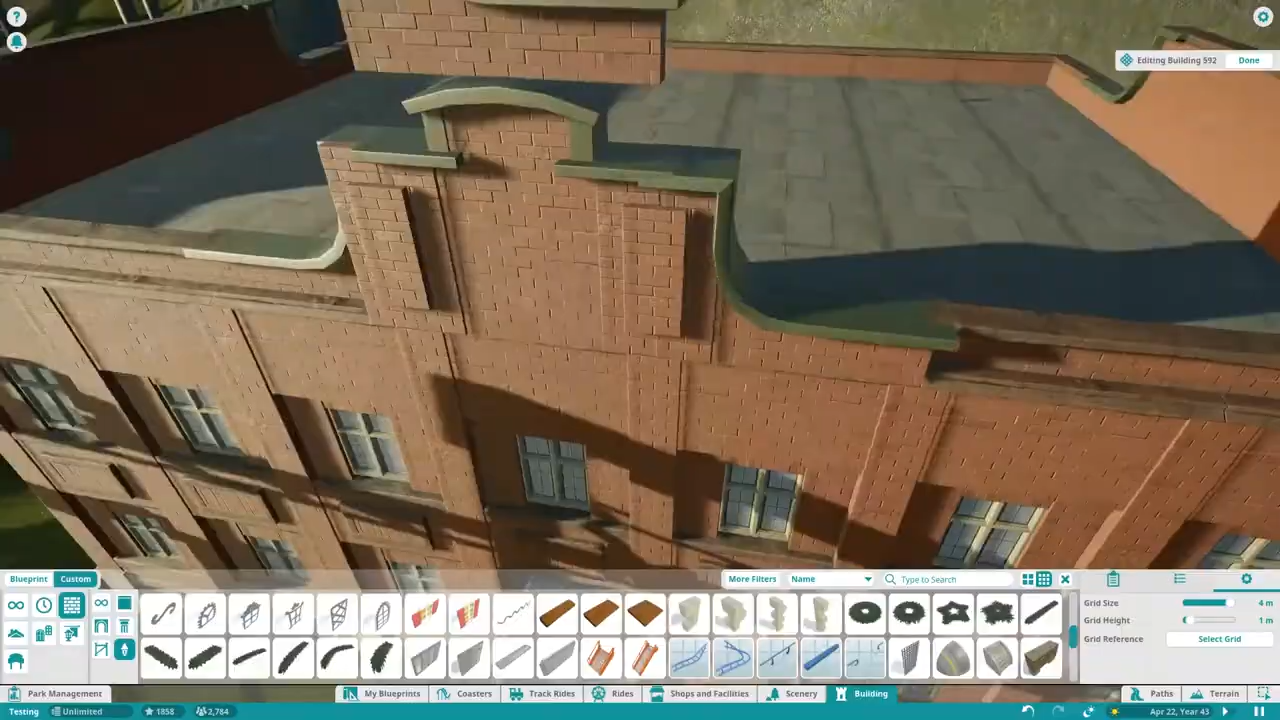 ?
Editing Building 592 Done
Blueprint Custom
More Filters Name Type to Search
Grid Size 4 m
Grid Height 1 m
Grid Reference Select Grid
Park Management My Blueprints Coasters Track Rides Rides Shops and Facilities Scenery Building Paths Terrain
Testing Unlimited 1858 2,784 Apr 22, Year 43